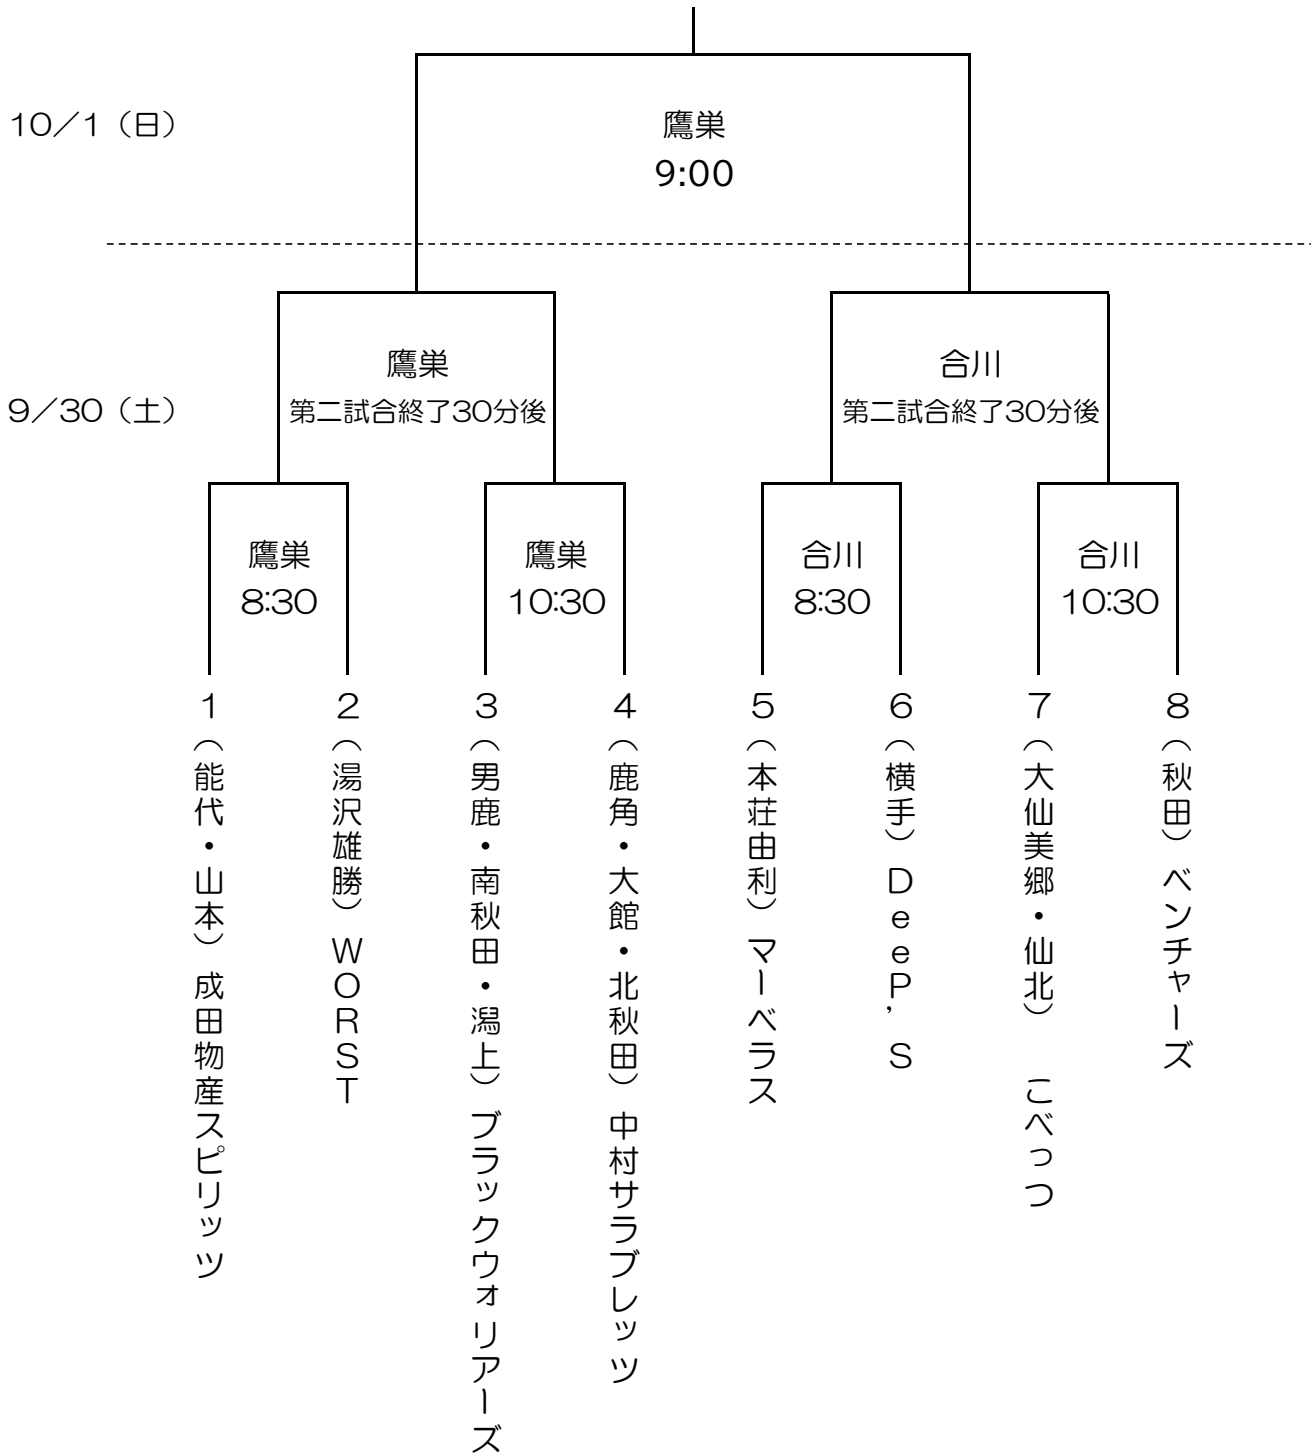 10／1（日）
鷹巣
9:00
9／30（土）
鷹巣
第二試合終了30分後
合川
第二試合終了30分後
鷹巣
8:30
鷹巣
10:30
合川
8:30
合川
10:30
1（能代・山本）成田物産スピリッツ
2（湯沢雄勝）WORST
3（男鹿・南秋田・潟上）ブラックウォリアーズ
4（鹿角・大館・北秋田）中村サラブレッツ
5（本荘由利）マーベラス
6（横手）DeeP’S
7（大仙美郷・仙北）　こべっつ
8（秋田）ベンチャーズ